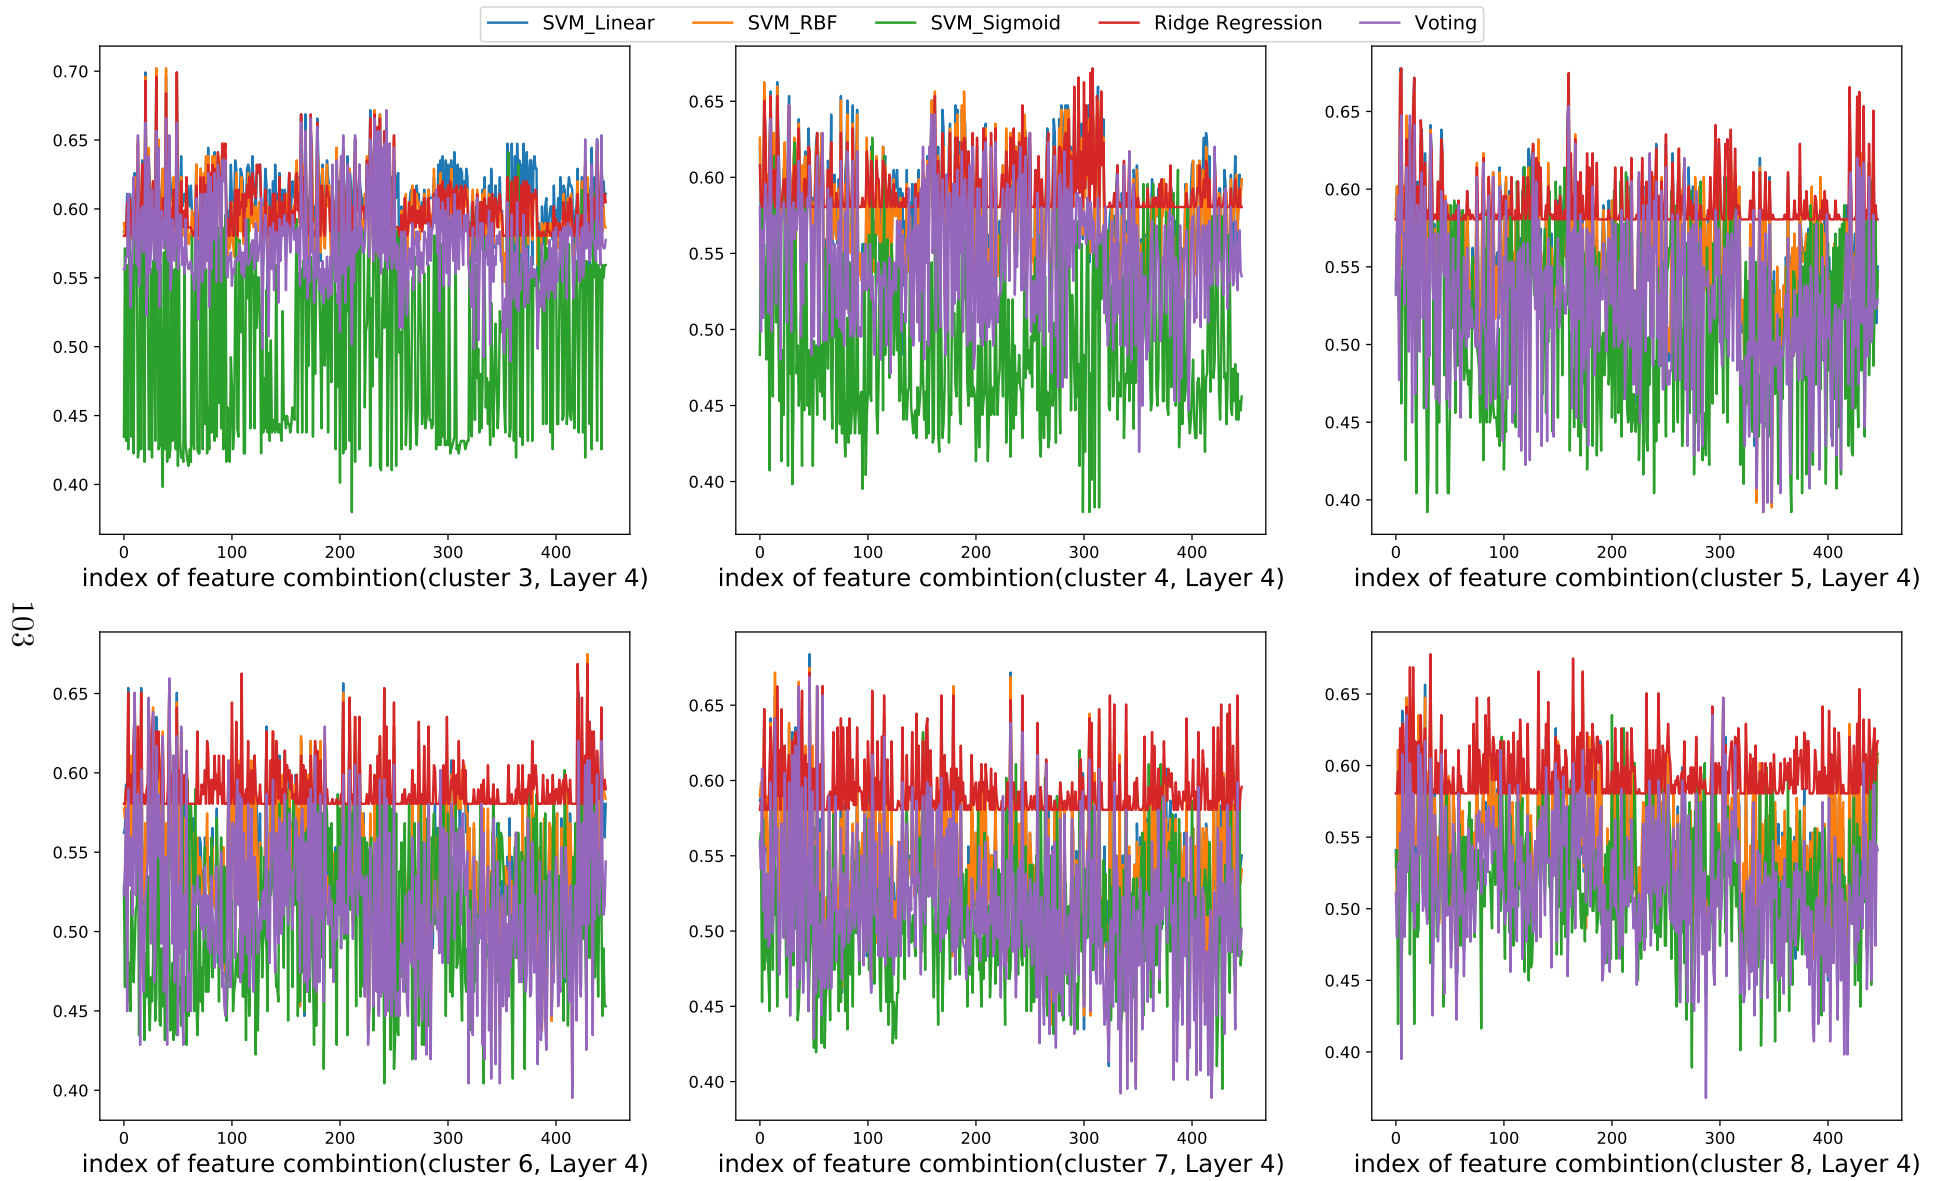 SVM_Linear SVM_RBF SVM_Sigmoid Ridge Regression Voting
0.70
0.65
0.60
0.55
0.50
0.45
0.40
0 100 200 300 400
index of feature combintion(cluster 3, Layer 4)
0.65
0.60
0.55
0.50
0.45
0.40
0 100 200 300 400
index of feature combintion(cluster 4, Layer 4)
0.65
0.60
0.55
0.50
0.45
0.40
0 100 200 300 400
index of feature combintion(cluster 5, Layer 4)
103
0.65
0.60
0.55
0.50
0.45
0.40
0 100 200 300 400
index of feature combintion(cluster 6, Layer 4)
0.65
0.60
0.55
0.50
0.45
0.40
0 100 200 300 400
index of feature combintion(cluster 7, Layer 4)
0.65
0.60
0.55
0.50
0.45
0.40
0 100 200 300 400
index of feature combintion(cluster 8, Layer 4)